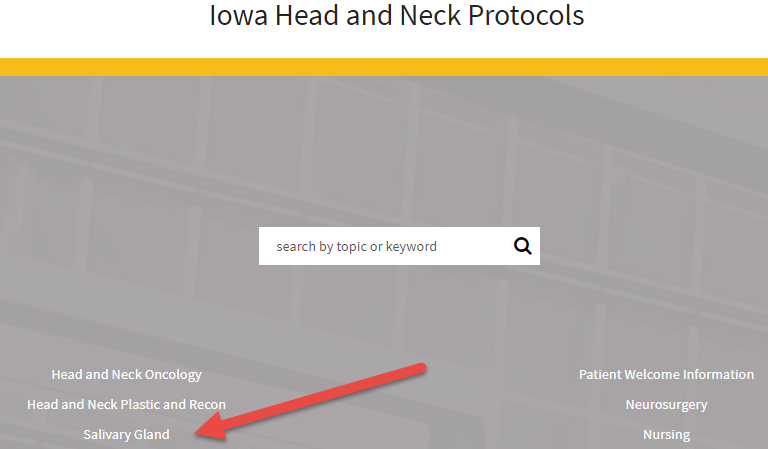 Iowa Head and Neck Protocols
search by topic or keyword
Head and Neck Oncology
Head and Neck Plastic and Recon
Salivary Gland
Patient Welcome Information
Neurosurgery
Nursing